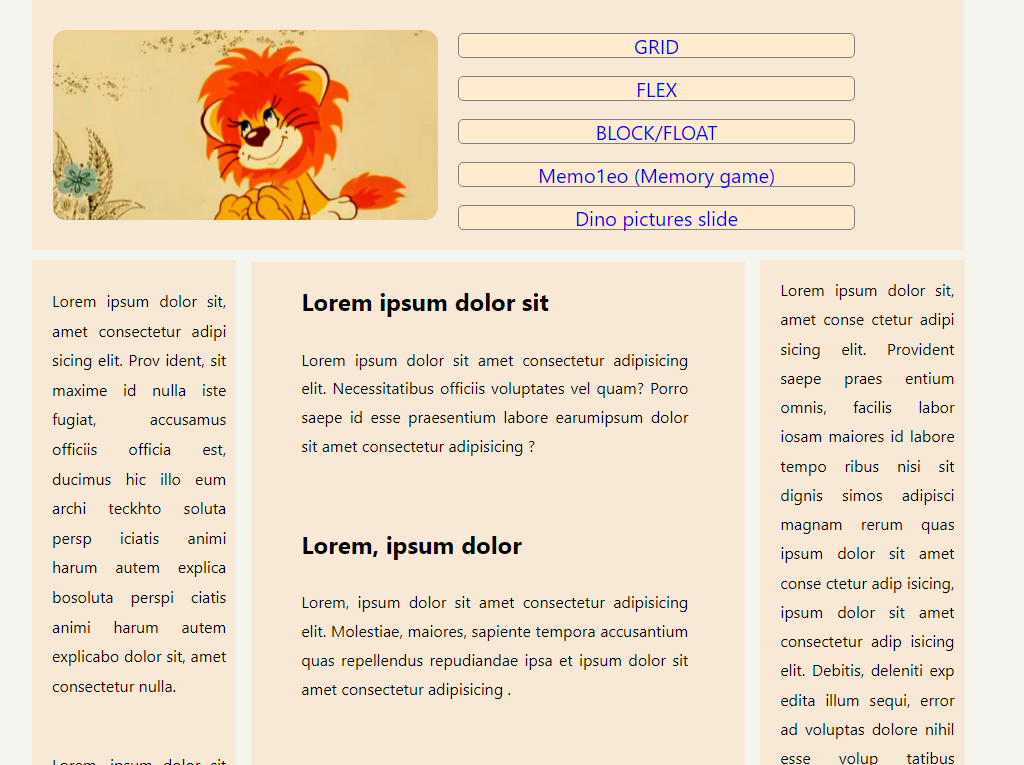 GRID
FLEX
BLOCK/FLOAT
Memo1eo (Memory game)
Dino pictures slide
Lorem ipsum dolor sit,
amet consectetur adipi
sicing elit. Prov ident, sit
maxime id nulla iste
fugiat, accusamus
officiis officia est,
ducimus hic illo eum
archi teckhto soluta
persp iciatis animi
harum autem explica
bosoluta perspi ciatis
animi harum autem
explicabo dolor sit, amet
consectetur nulla.
Lorem ipsum dolor sit
Lorem ipsum dolor sit
Lorem ipsum dolor sit amet consectetur adipisicing
elit. Necessitatibus officiis voluptates vel quam? Porro
saepe id esse praesentium labore earumipsum dolor
sit amet consectetur adipisicing ?
Lorem, ipsum dolor
Lorem, ipsum dolor sit amet consectetur adipisicing
elit. Molestiae, maiores, sapiente tempora accusantium
quas repellendus repudiandae ipsa et ipsum dolor sit
amet consectetur adipisicing .
Lorem ipsum dolor sit,
amet conse ctetur adipi
sicing elit. Provident
saepe praes entium
omnis, facilis labor
iosam maiores id labore
tempo ribus nisi sit
dignis simos adipisci
magnam rerum quas
ipsum dolor sit amet
conse ctetur adip isicing,
ipsum dolor sit amet
consectetur adip isicing
elit. Debitis, deleniti exp
edita illum sequi, error
ad voluptas dolore nihil
esse volup tatibus